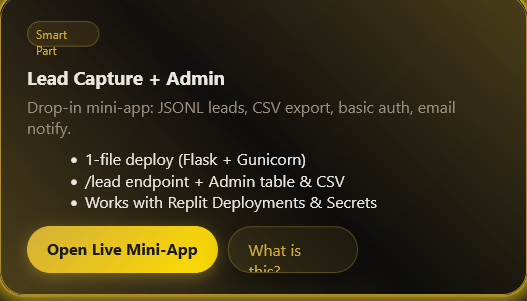 Smart
Part
Lead Capture + Admin
Drop-in mini-app: JSONL leads, CSV export, basic auth, email
notify.
• 1-file deploy (Flask + Gunicorn)
• /lead endpoint + Admin table & CSV
• Works with Replit Deployments & Secrets
Open Live Mini-App
What is
this?